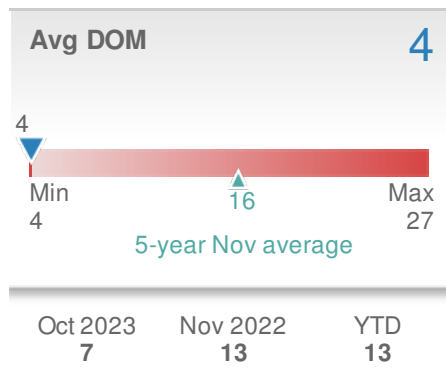 Avg DOM 4
4
Min Max
4 16 27
5-year Nov average
Oct 2023 Nov 2022 YTD
7 13 13